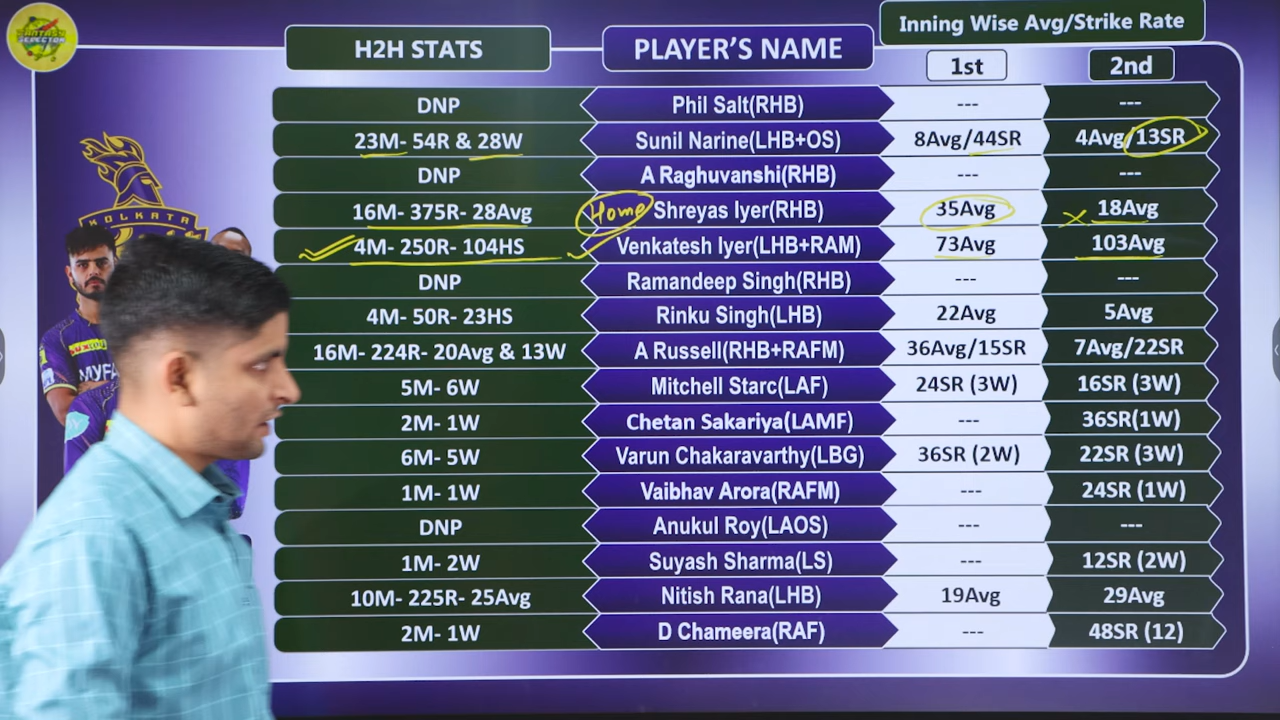 FANTASY
SELECTOR
H2H STATS PLAYER'S NAME Inning Wise Avg/Strike Rate
1st 2nd
DNP Phil Salt(RHB) --- ---
23M- 54R & 28W Sunil Narine(LHB+OS) 8Avg/44SR 4Avg/13SR
DNP A Raghuvanshi(RHB) --- ---
16M- 375R- 28Avg Home Shreyas Iyer(RHB) 35Avg x 18Avg
4M- 250R- 104HS Venkatesh Iyer(LHB+RAM) 73Avg 103Avg
DNP Ramandeep Singh(RHB) --- ---
4M- 50R- 23HS Rinku Singh(LHB) 22Avg 5Avg
16M- 224R- 20Avg & 13W A Russell(RHB+RAFM) 36Avg/15SR 7Avg/22SR
5M- 6W Mitchell Starc(LAF) 24SR (3W) 16SR (3W)
2M- 1W Chetan Sakariya(LAMF) --- 36SR(1W)
6M- 5W Varun Chakaravarthy(LBG) 36SR (2W) 22SR (3W)
1M- 1W Vaibhav Arora(RAFM) --- 24SR (1W)
DNP Anukul Roy(LAOS) --- ---
1M- 2W Suyash Sharma(LS) --- 12SR (2W)
10M- 225R- 25Avg Nitish Rana(LHB) 19Avg 29Avg
2M- 1W D Chameera(RAF) --- 48SR (12)
KOLKATA